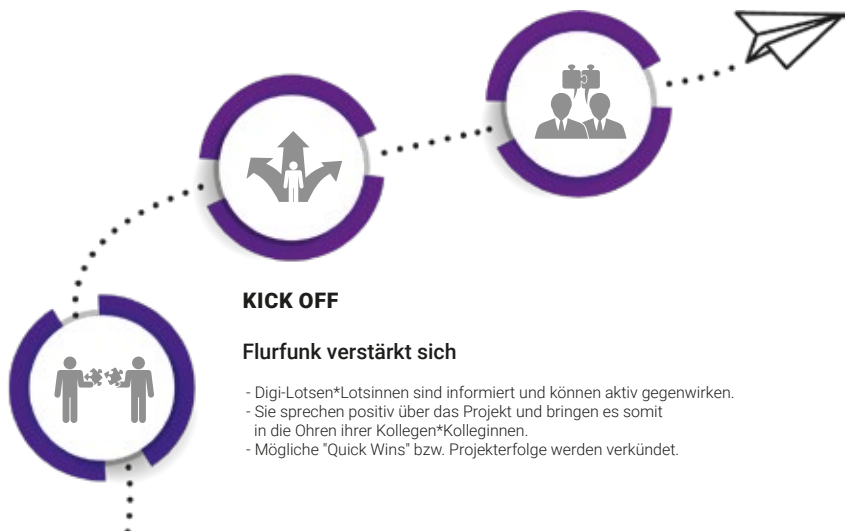 KICK OFF
Flurfunk verstärkt sich
- Digi-Lotsen*Lotsinnen sind informiert und können aktiv gegenwirken.
- Sie sprechen positiv über das Projekt und bringen es somit
in die Ohren ihrer Kollegen*Kolleginnen.
- Mögliche "Quick Wins" bzw. Projekterfolge werden verkündet.